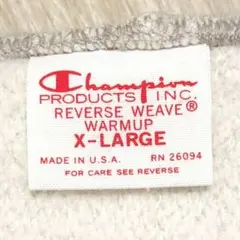 Champion
PRODUCTS INC.
REVERSE WEAVE®
WARMUP
X-LARGE
MADE IN U.S.A. RN 26094
FOR CARE SEE REVERSE